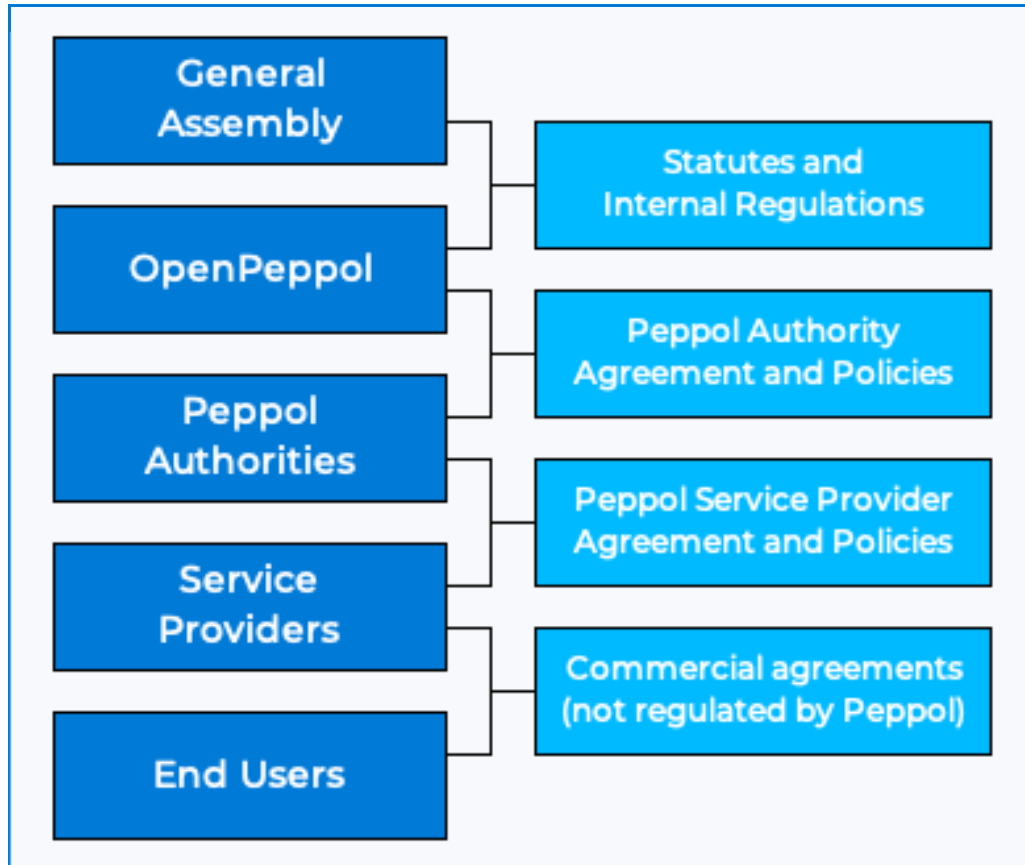 General
Assembly
Statutes and
Internal Regulations
OpenPeppol
Peppol Authority
Agreement and Policies
Peppol
Authorities
Peppol Service Provider
Agreement and Policies
Service
Providers
Commercial agreements
(not regulated by Peppol)
End Users